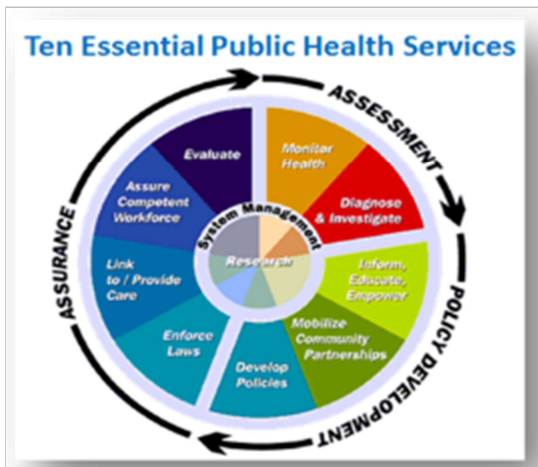 Ten Essential Public Health Services
ASSESSMENT
Monitor
Health
Diagnose
& Investigate
POLICY DEVELOPMENT
Inform,
Educate,
Empower
Mobilize
Community
Partnerships
Develop
Policies
ASSURANCE
Enforce
Laws
Link
to / Provide
Care
Assure
Competent
Workforce
Evaluate
System Management
Research